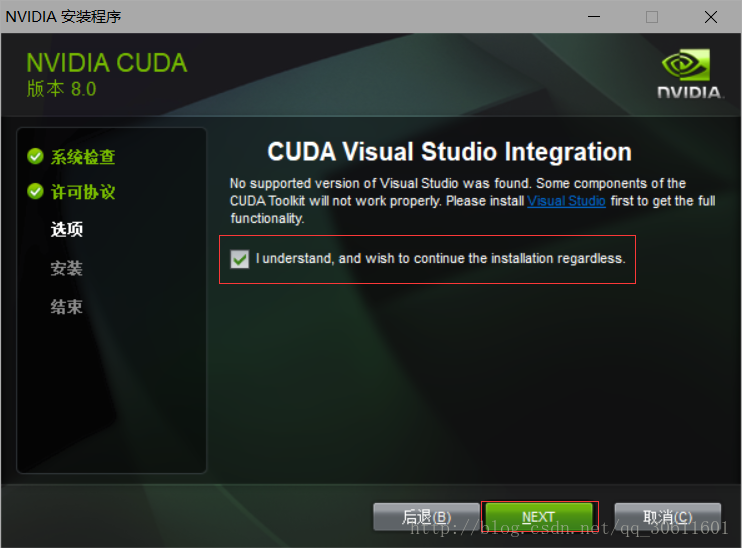 NVIDIA 安装程序
NVIDIA CUDA
版本 8.0
NVIDIA.
系统检查
许可协议
选项
安装
结束
CUDA Visual Studio Integration
No supported version of Visual Studio was found. Some components of the
CUDA Toolkit will not work properly. Please install Visual Studio first to get the full
functionality.
I understand, and wish to continue the installation regardless.
后退(B)
NEXT
取消(C)
http://blog.csdn.net/qq_30611601